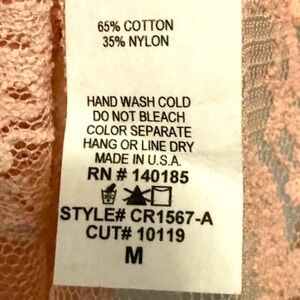 65% COTTON
35% NYLON
HAND WASH COLD
DO NOT BLEACH
COLOR SEPARATE
HANG OR LINE DRY
MADE IN U.S.A.
RN # 140185
STYLE# CR1567-A
CUT# 10119
M